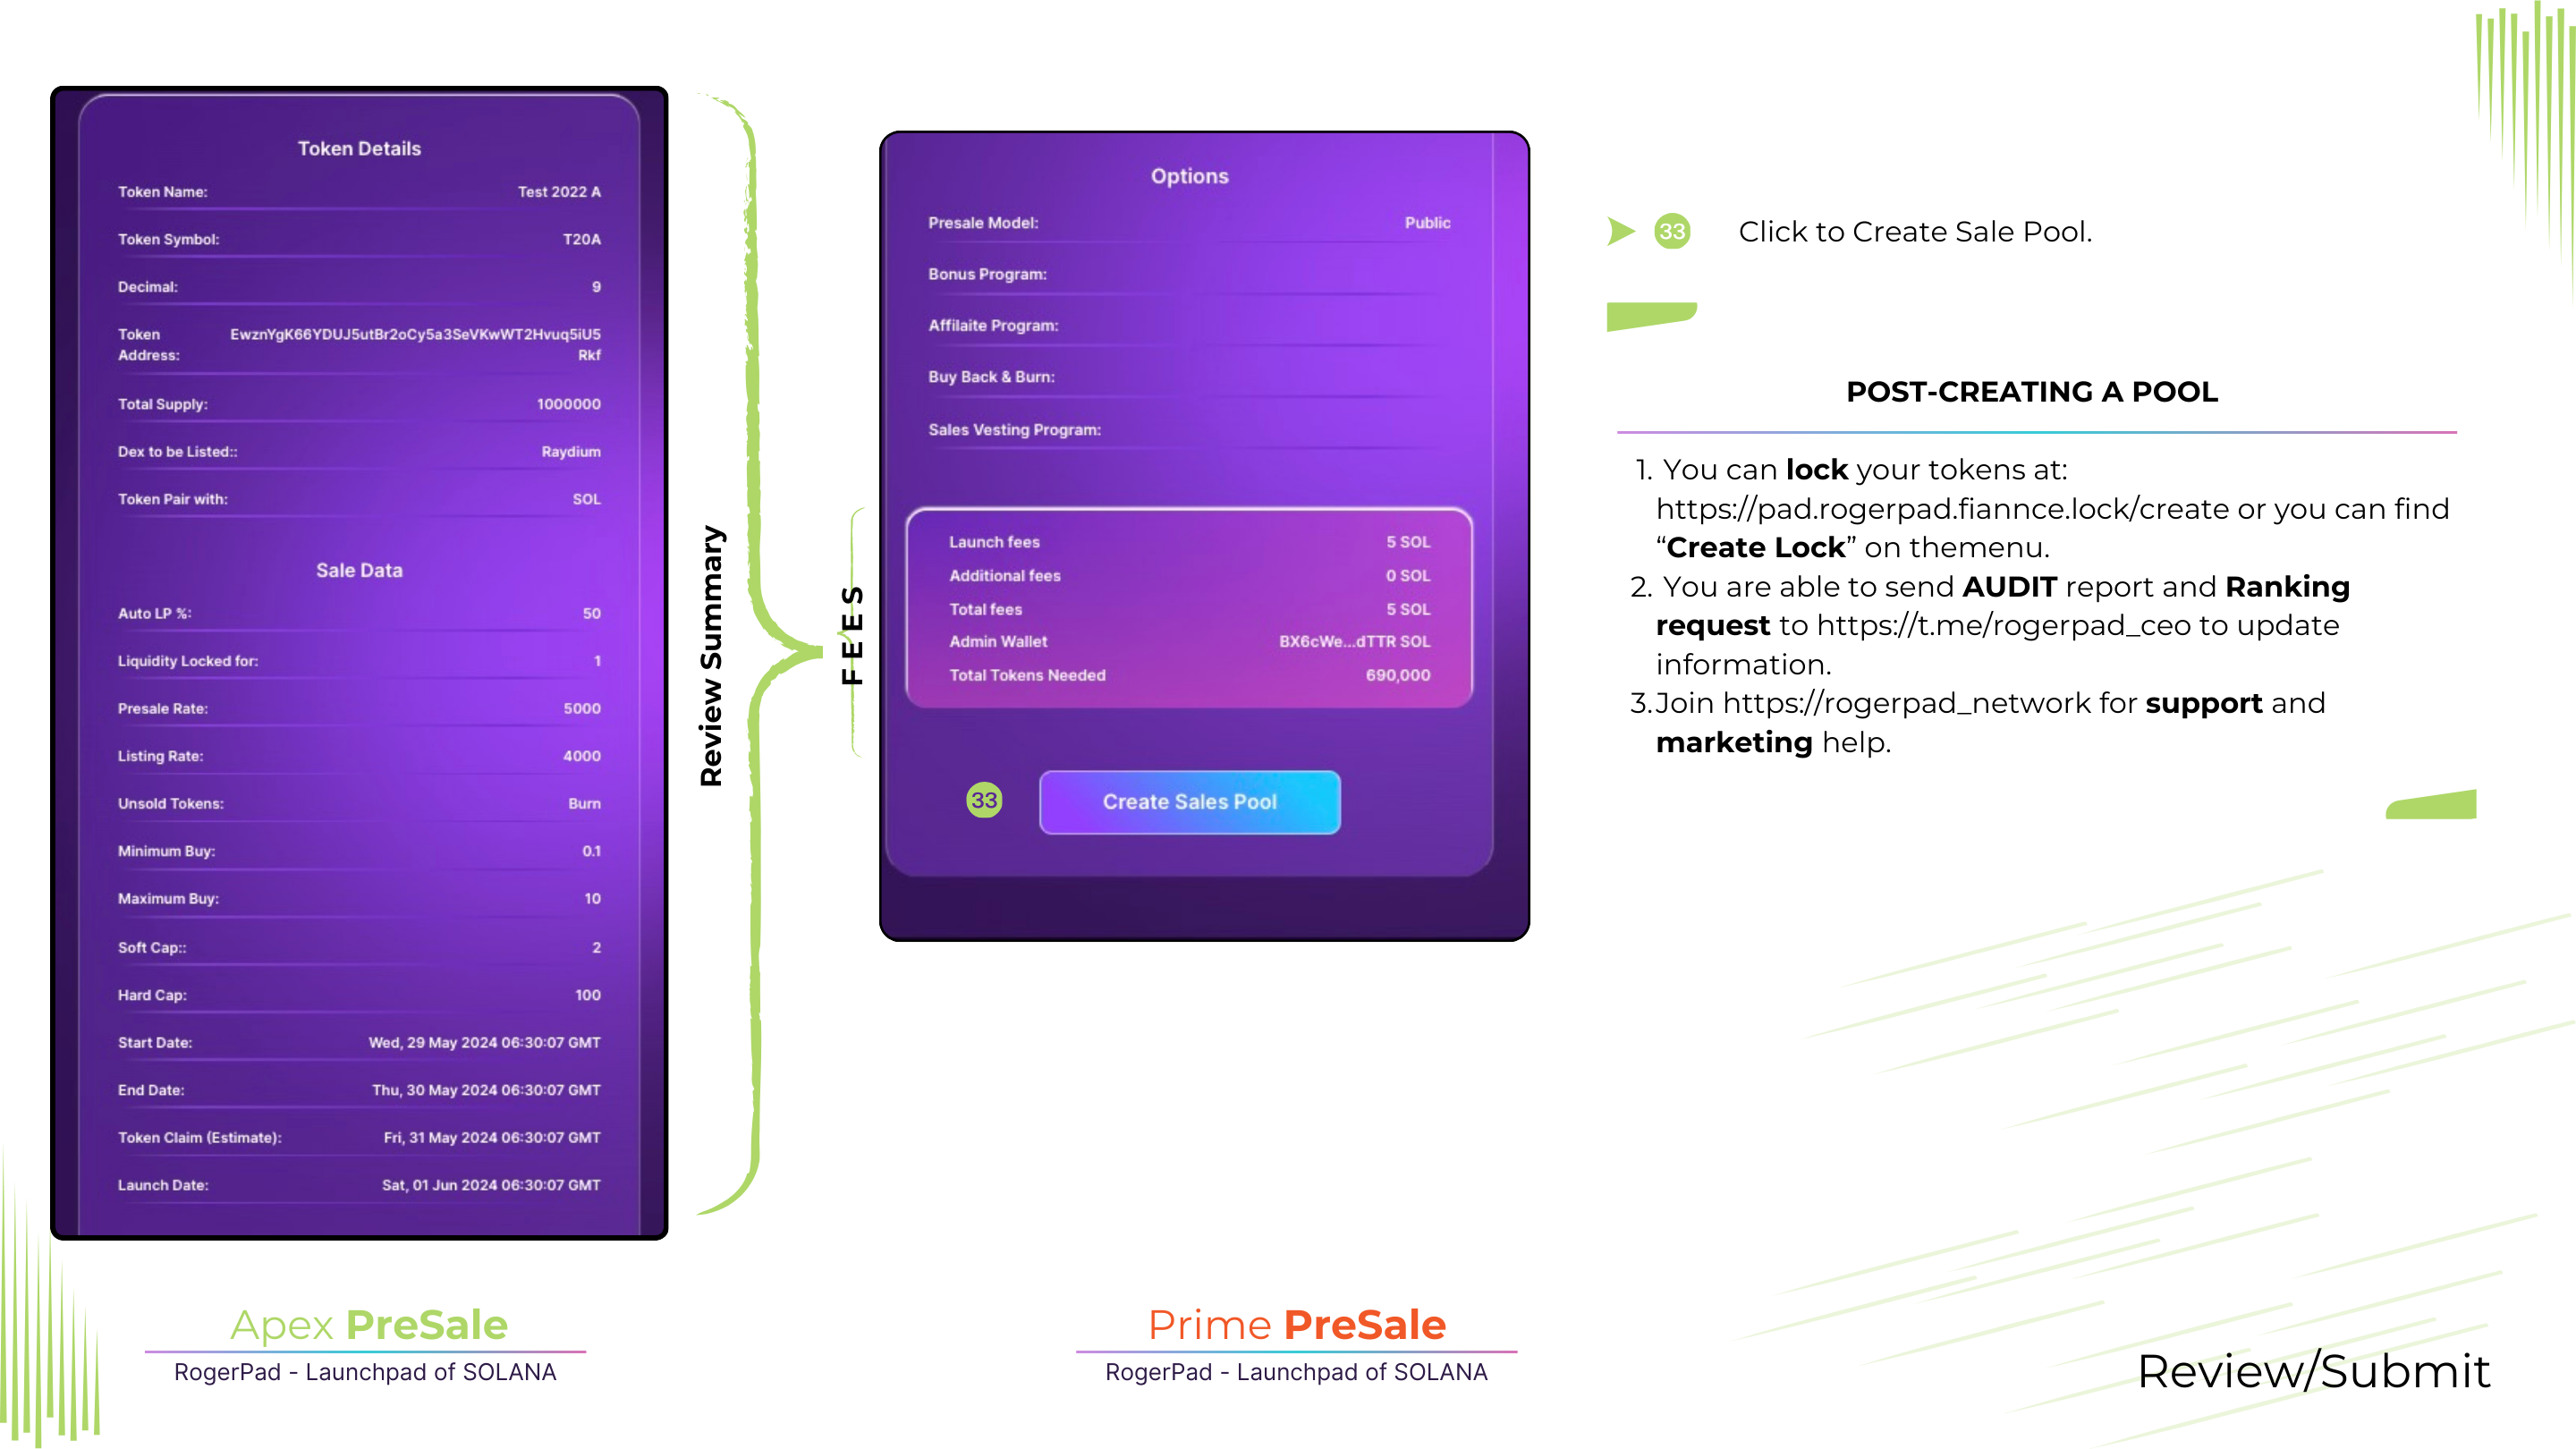 Token Details
Token Name: Test 2022 A
Token Symbol: T20A
Decimal: 9
Token Address: EwznYgK66YDUJ5utBr2oCy5a3SeVKwWT2Hvuq5iU5
Rkf
Total Supply: 1000000
Dex to be Listed:: Raydium
Token Pair with: SOL
Sale Data
Auto LP %: 50
Liquidity Locked for: 1
Presale Rate: 5000
Listing Rate: 4000
Unsold Tokens: Burn
Minimum Buy: 0.1
Maximum Buy: 10
Soft Cap:: 2
Hard Cap: 100
Start Date: Wed, 29 May 2024 06:30:07 GMT
End Date: Thu, 30 May 2024 06:30:07 GMT
Token Claim (Estimate): Fri, 31 May 2024 06:30:07 GMT
Launch Date: Sat, 01 Jun 2024 06:30:07 GMT
Review Summary
FEES
Options
Presale Model: Public
Bonus Program:
Affilaite Program:
Buy Back & Burn:
Sales Vesting Program:
Launch fees 5 SOL
Additional fees 0 SOL
Total fees 5 SOL
Admin Wallet BX6cWe...dTTR SOL
Total Tokens Needed 690,000
33 Create Sales Pool
33 Click to Create Sale Pool.
POST-CREATING A POOL
1. You can lock your tokens at:
https://pad.rogerpad.fiannce.lock/create or you can find
“Create Lock” on themenu.
2. You are able to send AUDIT report and Ranking
request to https://t.me/rogerpad_ceo to update
information.
3. Join https://rogerpad_network for support and
marketing help.
Apex PreSale
RogerPad - Launchpad of SOLANA
Prime PreSale
RogerPad - Launchpad of SOLANA
Review/Submit